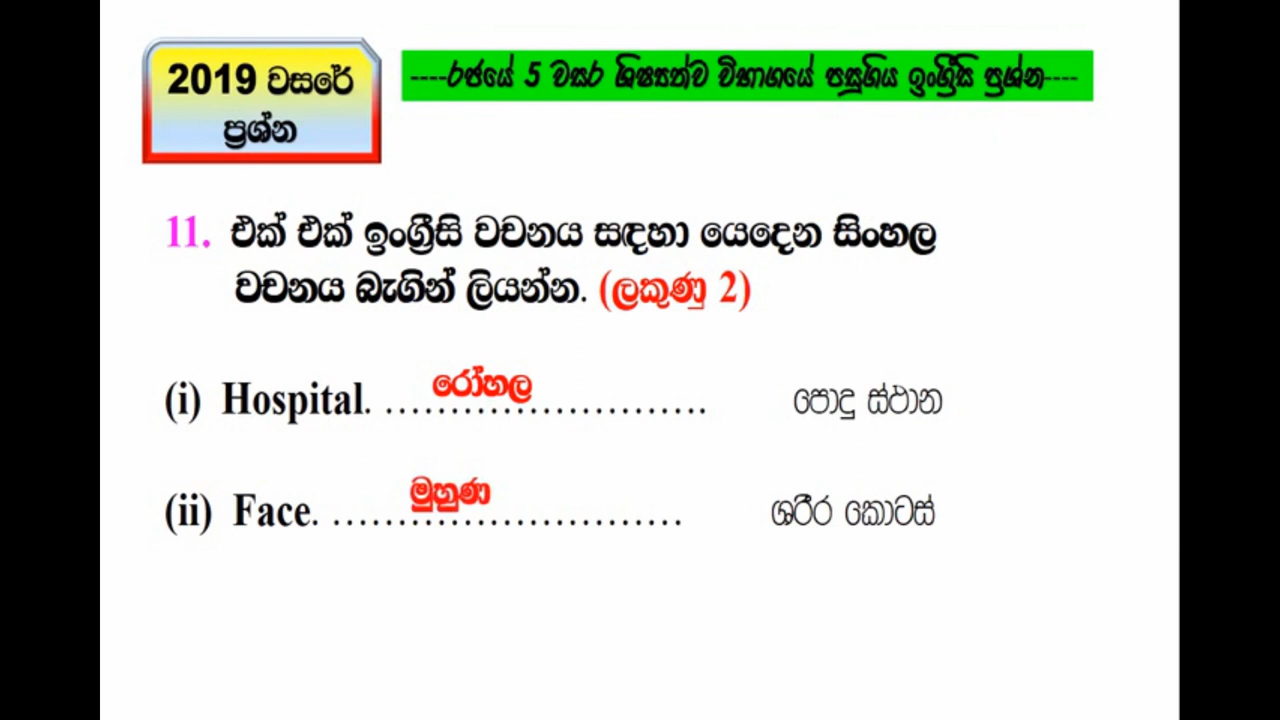 2019 වසරේ
ප්‍රශ්න
----රජයේ 5 වසර ශිෂ්‍යත්ව විභාගයේ පසුගිය ඉංග්‍රීසි ප්‍රශ්න----
11. එක් එක් ඉංග්‍රීසි වචනය සඳහා යෙදෙන සිංහල
වචනය බැගින් ලියන්න. (ලකුණු 2)
(i) Hospital. රෝහල ......................... පොදු ස්ථාන
(ii) Face. මුහුණ ........................... ශරීර කොටස්